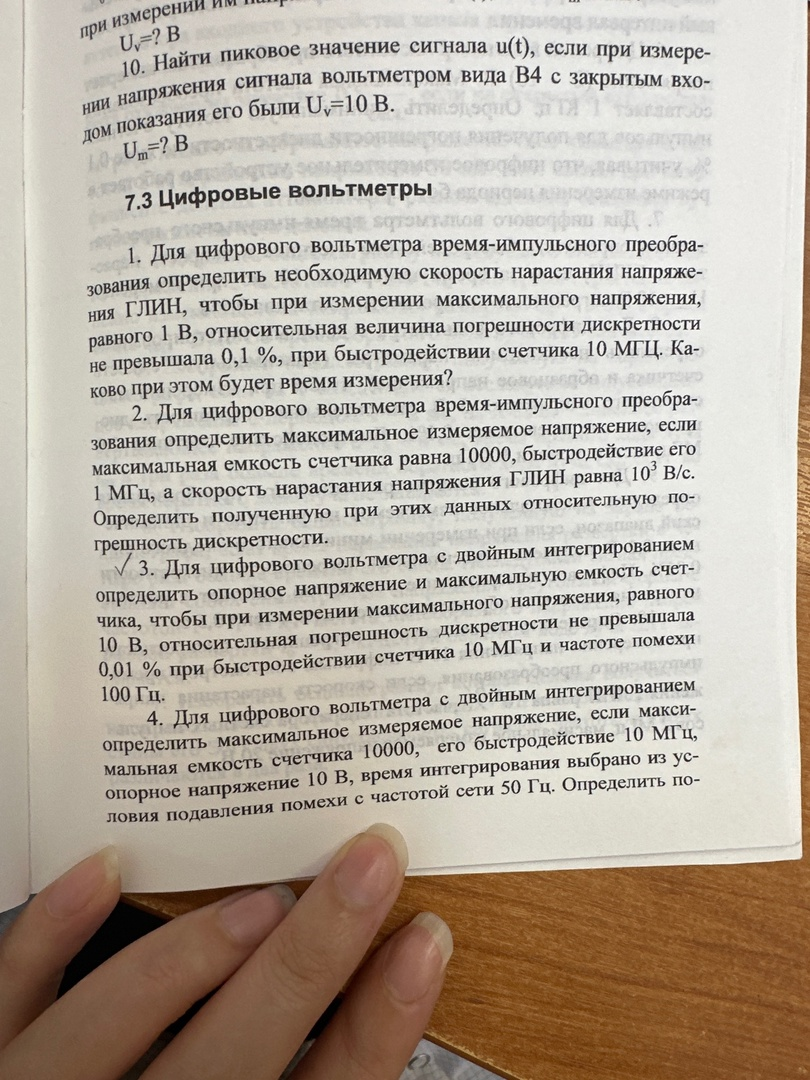 при измерении им
U_v=? В
10. Найти пиковое значение сигнала u(t), если при измере-
нии напряжения сигнала вольтметром вида В4 с закрытым вхо-
дом показания его были U_v=10 В.
U_m=? В
7.3 Цифровые вольтметры
1. Для цифрового вольтметра время-импульсного преобра-
зования определить необходимую скорость нарастания напряже-
ния ГЛИН, чтобы при измерении максимального напряжения,
равного 1 В, относительная величина погрешности дискретности
не превышала 0,1 %, при быстродействии счетчика 10 МГЦ. Ка-
ково при этом будет время измерения?
2. Для цифрового вольтметра время-импульсного преобра-
зования определить максимальное измеряемое напряжение, если
максимальная емкость счетчика равна 10000, быстродействие его
1 МГц, а скорость нарастания напряжения ГЛИН равна 10³ В/с.
Определить полученную при этих данных относительную по-
грешность дискретности.
✓ 3. Для цифрового вольтметра с двойным интегрированием
определить опорное напряжение и максимальную емкость счет-
чика, чтобы при измерении максимального напряжения, равного
10 В, относительная погрешность дискретности не превышала
0,01 % при быстродействии счетчика 10 МГц и частоте помехи
100 Гц.
4. Для цифрового вольтметра с двойным интегрированием
определить максимальное измеряемое напряжение, если макси-
мальная емкость счетчика 10000, его быстродействие 10 МГц,
опорное напряжение 10 В, время интегрирования выбрано из ус-
ловия подавления помехи с частотой сети 50 Гц. Определить по-